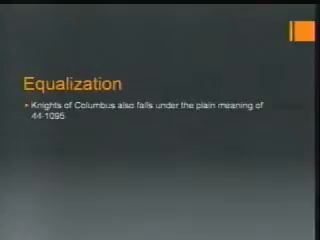 Equalization
Knights of Columbus also falls under the plain meaning of
44-1095